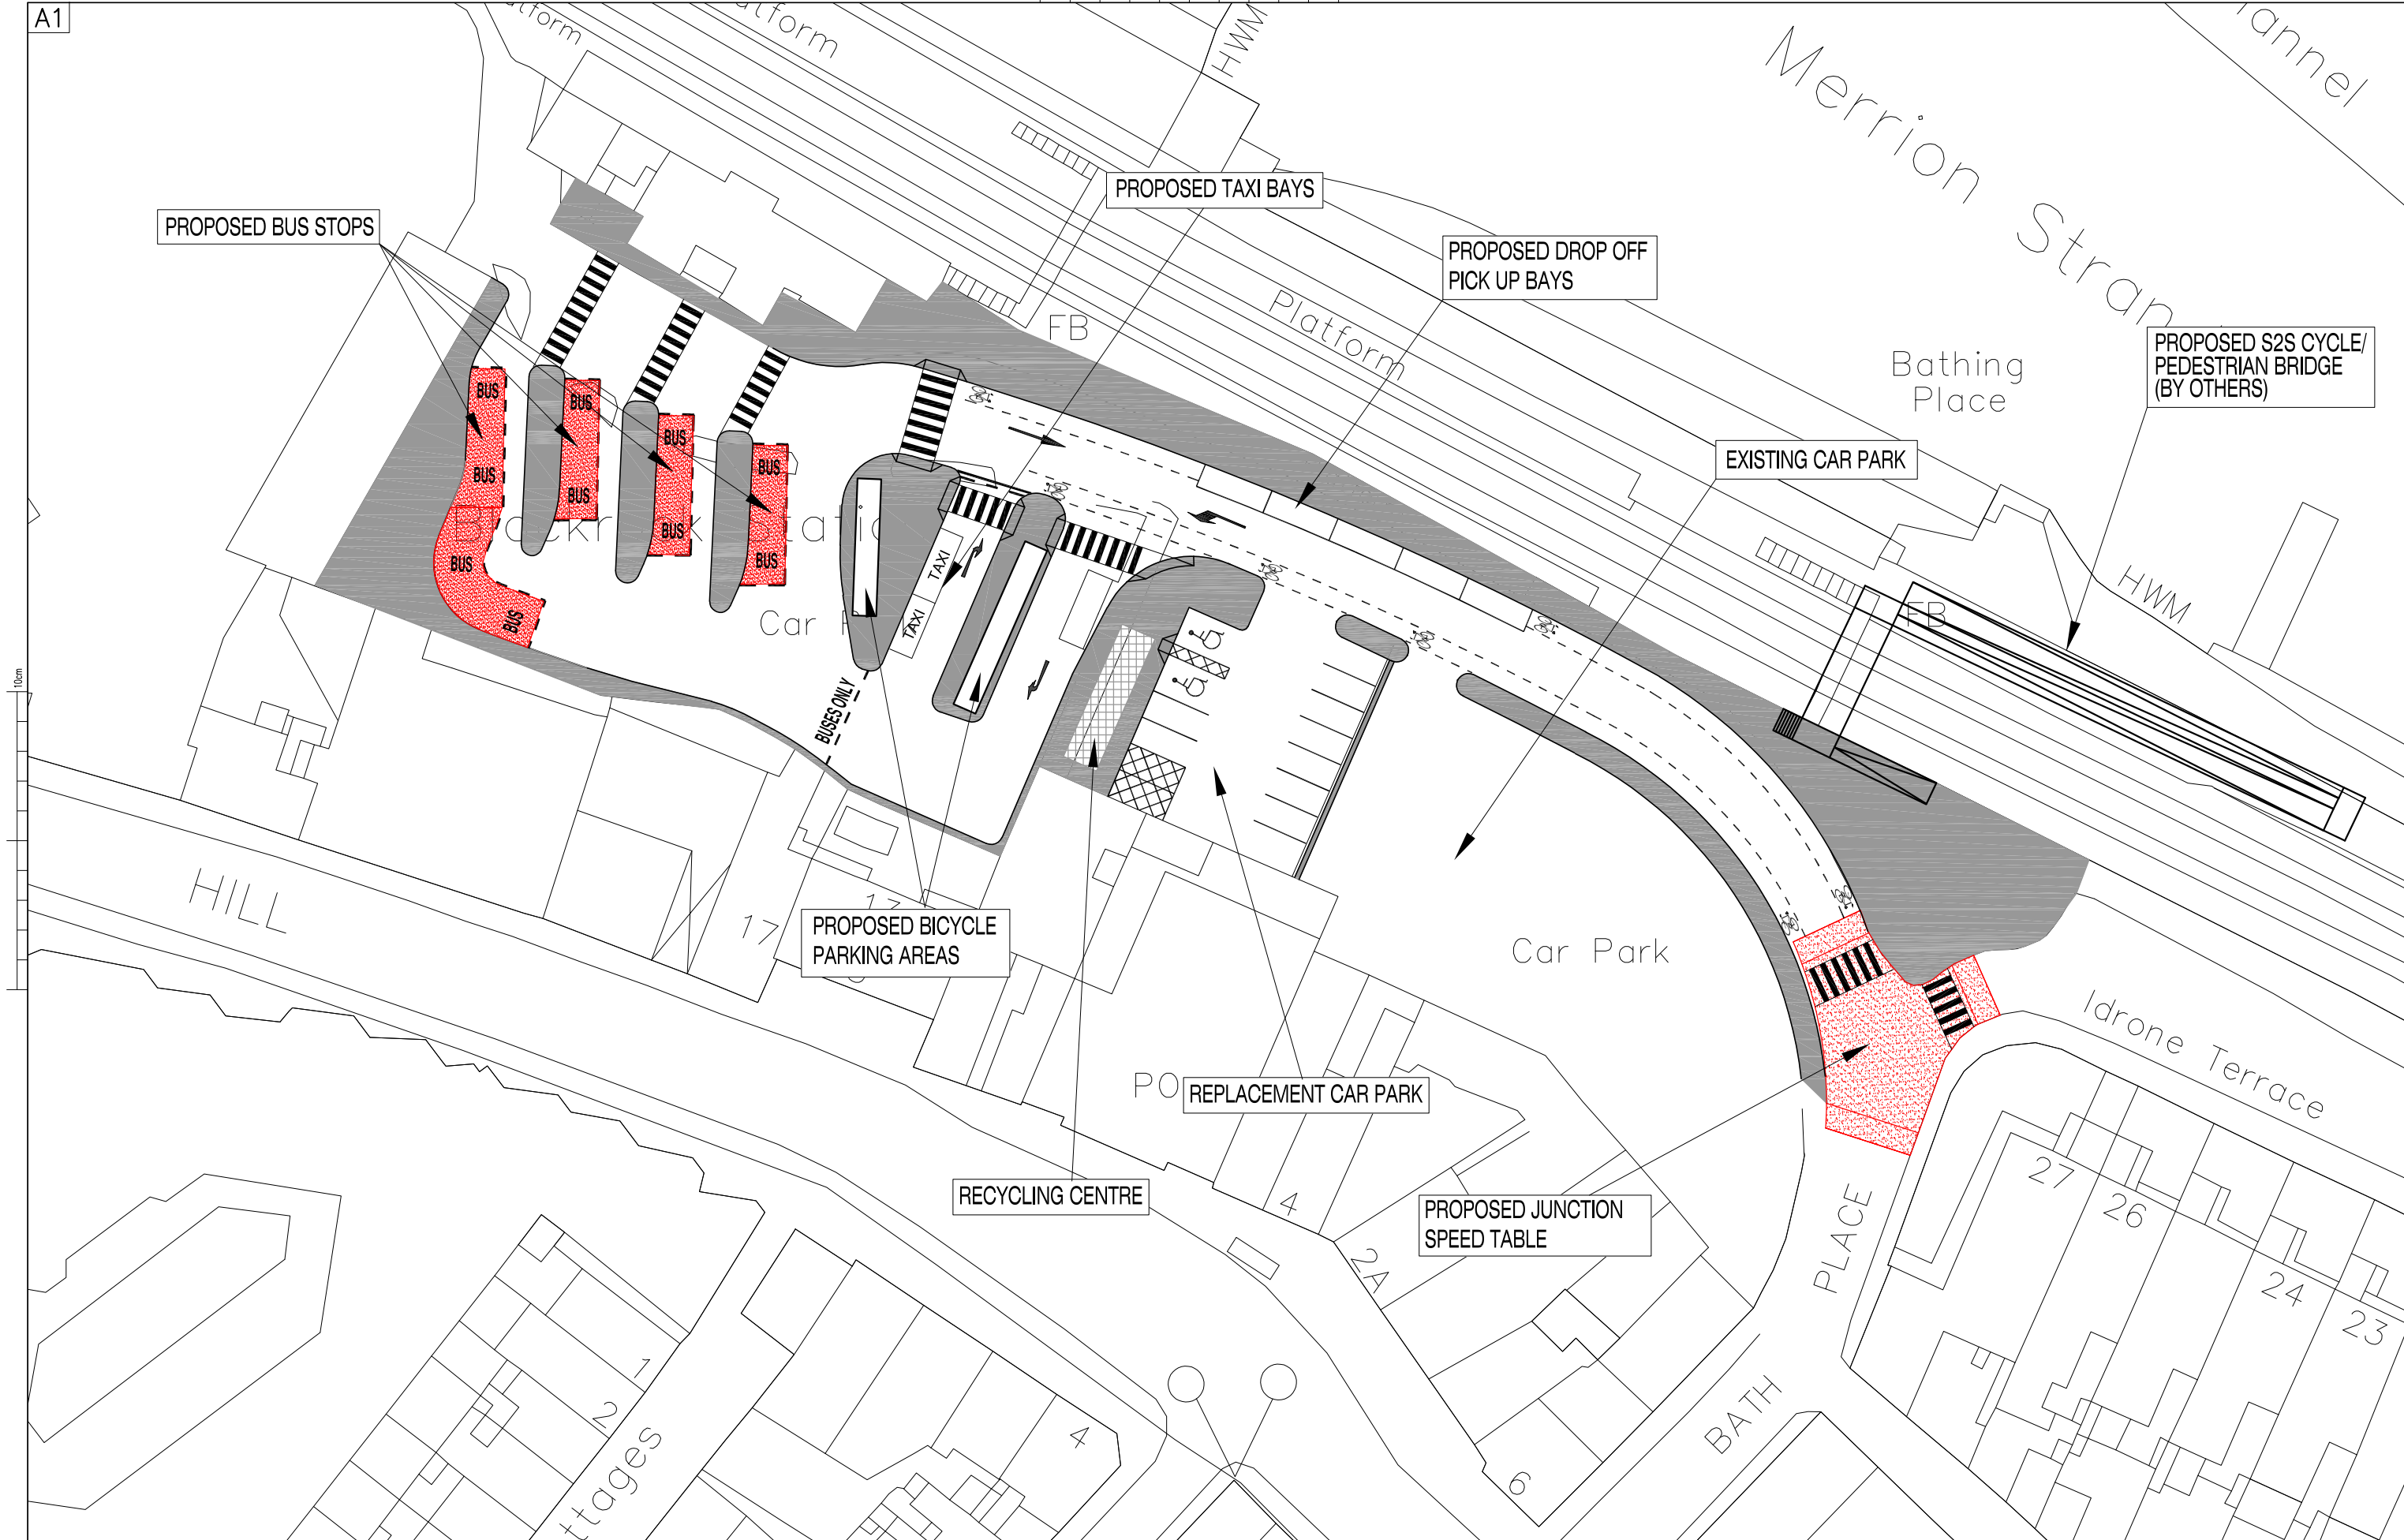 A1
Platform
HWM
Merrion Stran
annel
PROPOSED TAXI BAYS
PROPOSED BUS STOPS
PROPOSED DROP OFF
PICK UP BAYS
FB
Platform
PROPOSED S2S CYCLE/
PEDESTRIAN BRIDGE
(BY OTHERS)
Bathing
Place
EXISTING CAR PARK
BUS
BUS
BUS
BUS
BUS
BUS
BUS
BUS
BUS
BUS
TAXI
TAXI
Car
HWM
FB
BUSES ONLY
10cm
HILL
17
PROPOSED BICYCLE
PARKING AREAS
Car Park
Idrone Terrace
PO
REPLACEMENT CAR PARK
RECYCLING CENTRE
4
PROPOSED JUNCTION
SPEED TABLE
2A
PLACE
27
26
24
23
1
2
ttages
4
6
BATH